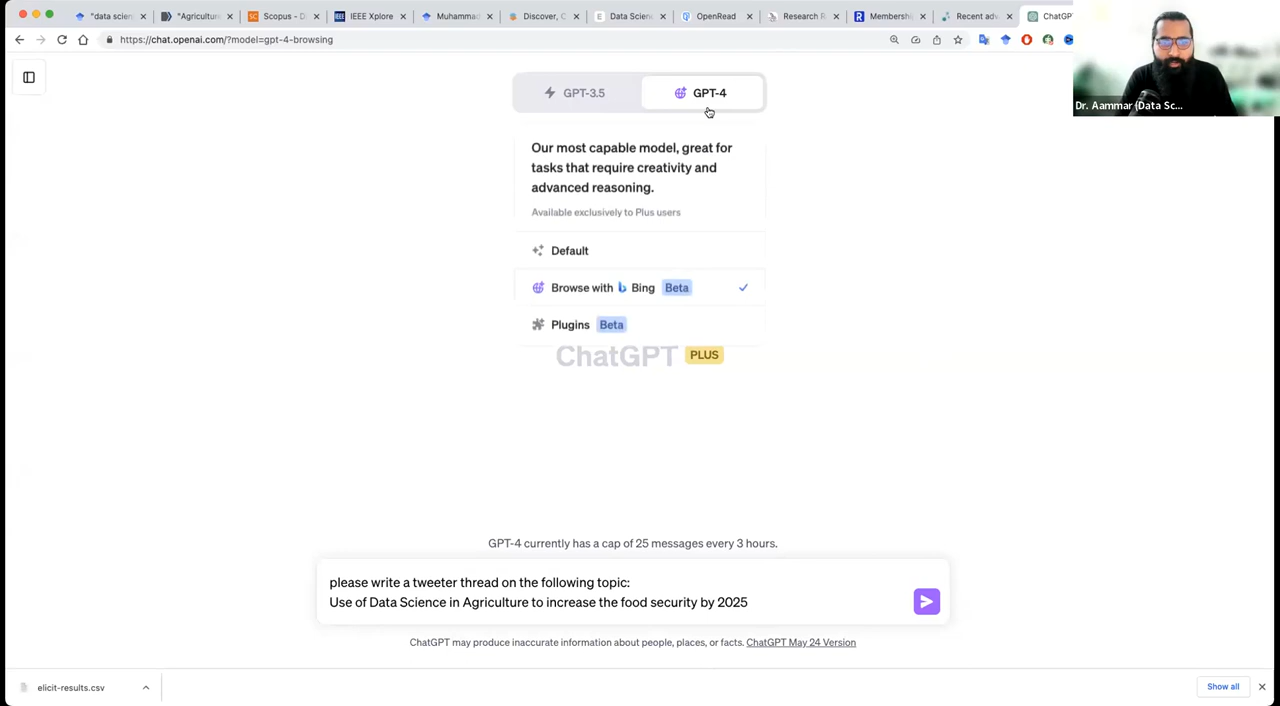 "data scien
"Agriculture
Scopus - D
IEEE Xplore
Muhammad
Discover, C
Data Scienc
OpenRead
Research R
Membership
Recent adv
ChatGP
https://chat.openai.com/?model=gpt-4-browsing
Dr. Aammar (Data Sc...
GPT-3.5
GPT-4
Our most capable model, great for
tasks that require creativity and
advanced reasoning.
Available exclusively to Plus users
Default
Browse with Bing Beta
Plugins Beta
ChatGPT PLUS
GPT-4 currently has a cap of 25 messages every 3 hours.
please write a tweeter thread on the following topic:
Use of Data Science in Agriculture to increase the food security by 2025
ChatGPT may produce inaccurate information about people, places, or facts. ChatGPT May 24 Version
elicit-results.csv
Show all